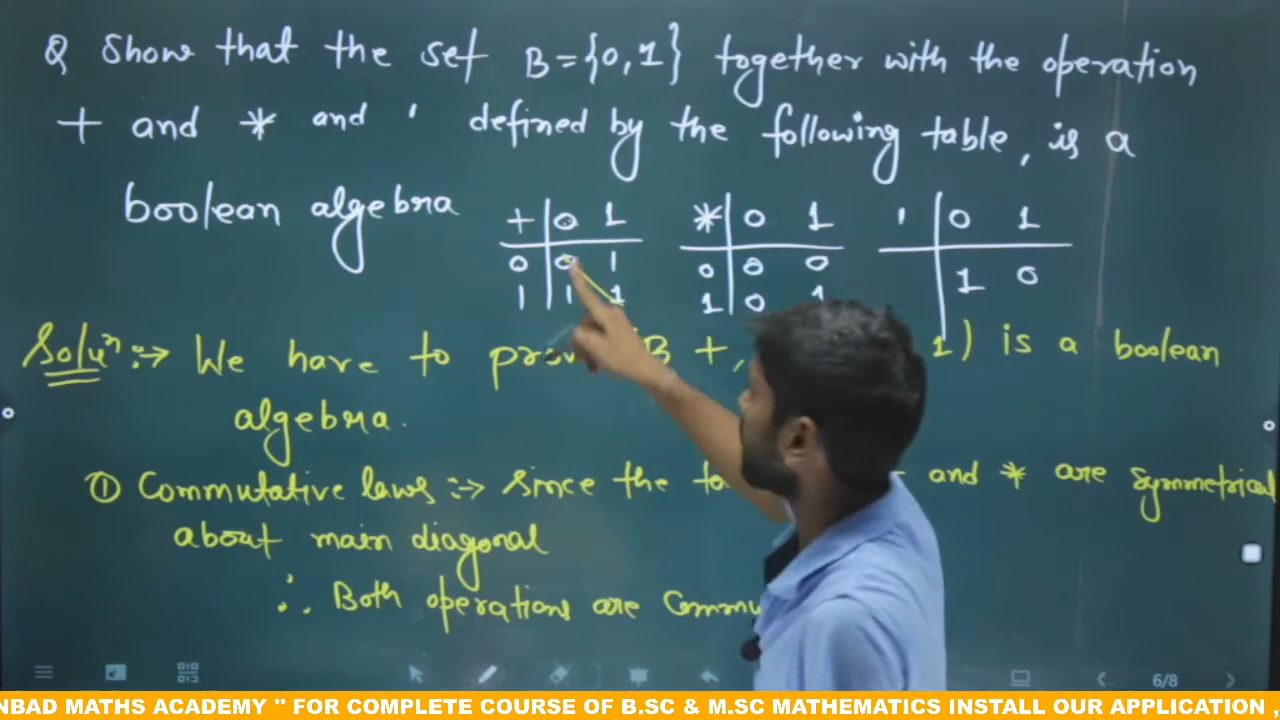 Q Show that the set B={0,1} together with the operation
+ and * and ' defined by the following table, is a
boolean algebra
+ 0 1 * 0 1 ' 0 1
0 0 1 0 0 0 1 0
1 1 1 1 0 1
Soluⁿ :→ We have to B +, 1) is a boolean
algebra.
① Commutative laws :→ Since the and * are symmetrical
about main diagonal
∴ Both operations are
6/8
MATHS ACADEMY " FOR COMPLETE COURSE OF B.SC & M.SC MATHEMATICS INSTALL OUR APPLICATION ,